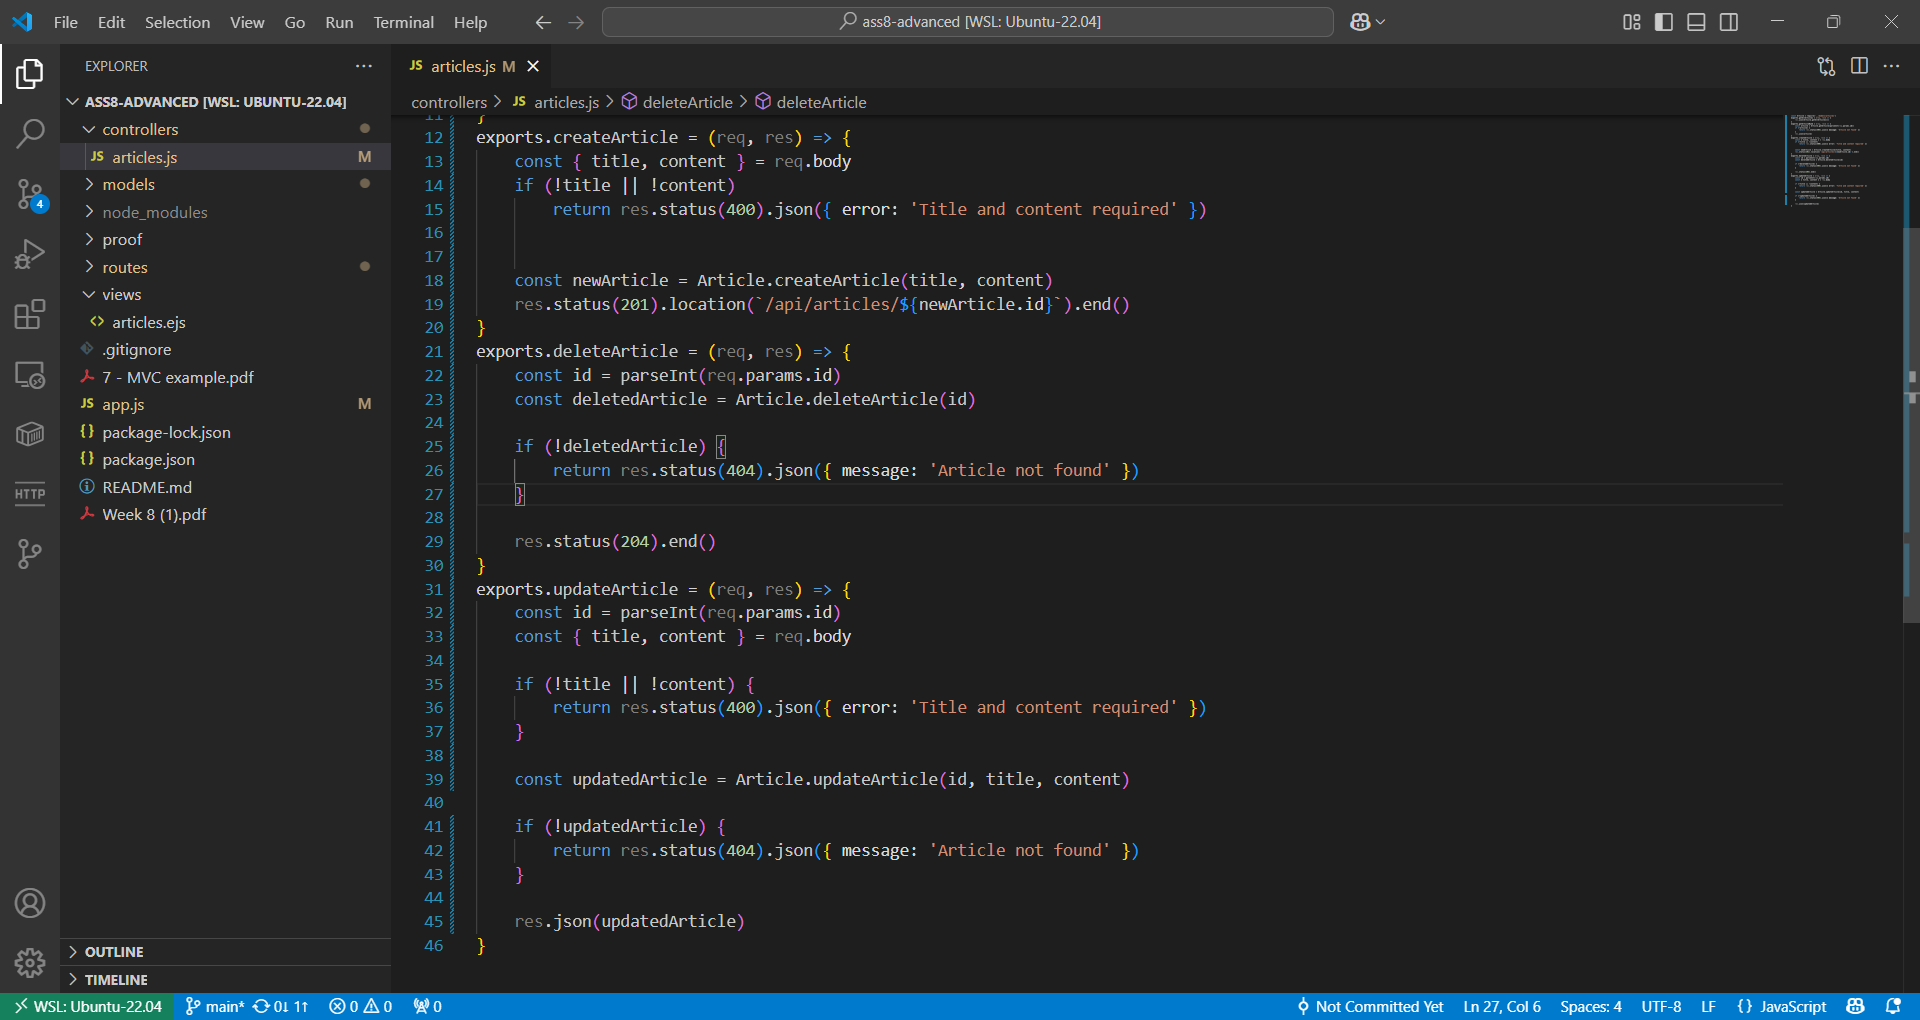 File Edit Selection View Go Run Terminal Help
ass8-advanced [WSL: Ubuntu-22.04]
EXPLORER
ASS8-ADVANCED [WSL: UBUNTU-22.04]
controllers
JS articles.js M
models
node_modules
proof
routes
views
<> articles.ejs
.gitignore
7 - MVC example.pdf
JS app.js M
{} package-lock.json
{} package.json
README.md
Week 8 (1).pdf
OUTLINE
TIMELINE
4
HTTP
JS articles.js M
controllers > JS articles.js > deleteArticle > deleteArticle
11 }
12 exports.createArticle = (req, res) => {
13 const { title, content } = req.body
14 if (!title || !content)
15 return res.status(400).json({ error: 'Title and content required' })
16
17
18 const newArticle = Article.createArticle(title, content)
19 res.status(201).location(`/api/articles/${newArticle.id}`).end()
20 }
21 exports.deleteArticle = (req, res) => {
22 const id = parseInt(req.params.id)
23 const deletedArticle = Article.deleteArticle(id)
24
25 if (!deletedArticle) {
26 return res.status(404).json({ message: 'Article not found' })
27 }
28
29 res.status(204).end()
30 }
31 exports.updateArticle = (req, res) => {
32 const id = parseInt(req.params.id)
33 const { title, content } = req.body
34
35 if (!title || !content) {
36 return res.status(400).json({ error: 'Title and content required' })
37 }
38
39 const updatedArticle = Article.updateArticle(id, title, content)
40
41 if (!updatedArticle) {
42 return res.status(404).json({ message: 'Article not found' })
43 }
44
45 res.json(updatedArticle)
46 }
WSL: Ubuntu-22.04 main* 0↓ 1↑ 0 0 0 Not Committed Yet Ln 27, Col 6 Spaces: 4 UTF-8 LF {} JavaScript